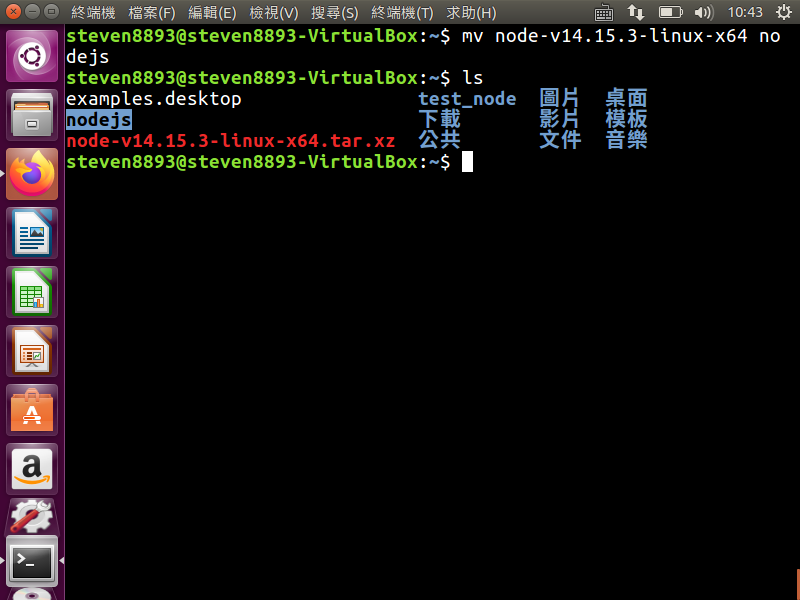 終端機 檔案(F) 編輯(E) 檢視(V) 搜尋(S) 終端機(T) 求助(H) 10:43
steven8893@steven8893-VirtualBox:~$ mv node-v14.15.3-linux-x64 no
dejs
steven8893@steven8893-VirtualBox:~$ ls
examples.desktop test_node 圖片 桌面
nodejs 下載 影片 模板
node-v14.15.3-linux-x64.tar.xz 公共 文件 音樂
steven8893@steven8893-VirtualBox:~$